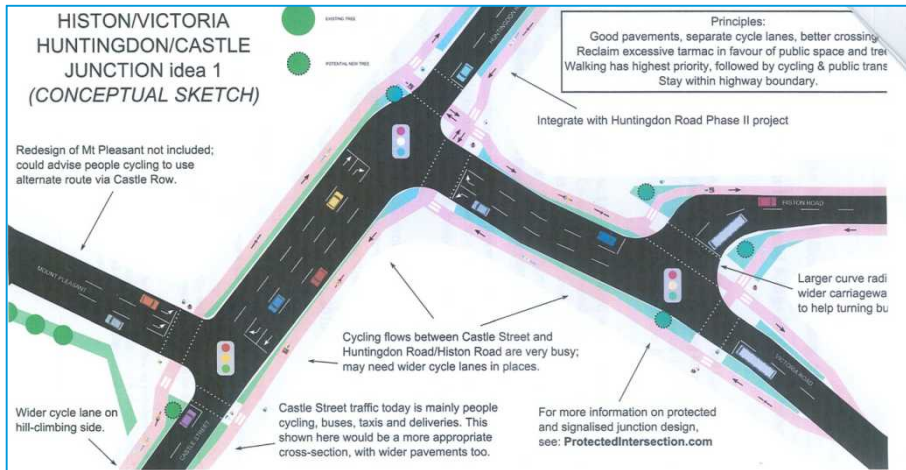 HISTON/VICTORIA
HUNTINGDON/CASTLE
JUNCTION idea 1
(CONCEPTUAL SKETCH)
EXISTING TREE
POTENTIAL NEW TREE
HUNTINGDON
Principles:
Good pavements, separate cycle lanes, better crossing
Reclaim excessive tarmac in favour of public space and tree
Walking has highest priority, followed by cycling & public trans
Stay within highway boundary.
Integrate with Huntingdon Road Phase II project
Redesign of Mt Pleasant not included;
could advise people cycling to use
alternate route via Castle Row.
HISTON ROAD
MOUNT PLEASANT
Larger curve radi
wider carriagewa
to help turning bu
Cycling flows between Castle Street and
Huntingdon Road/Histon Road are very busy;
may need wider cycle lanes in places.
VICTORIA ROAD
Wider cycle lane on
hill-climbing side.
CASTLE STREET
Castle Street traffic today is mainly people
cycling, buses, taxis and deliveries. This
shown here would be a more appropriate
cross-section, with wider pavements too.
For more information on protected
and signalised junction design,
see: ProtectedIntersection.com